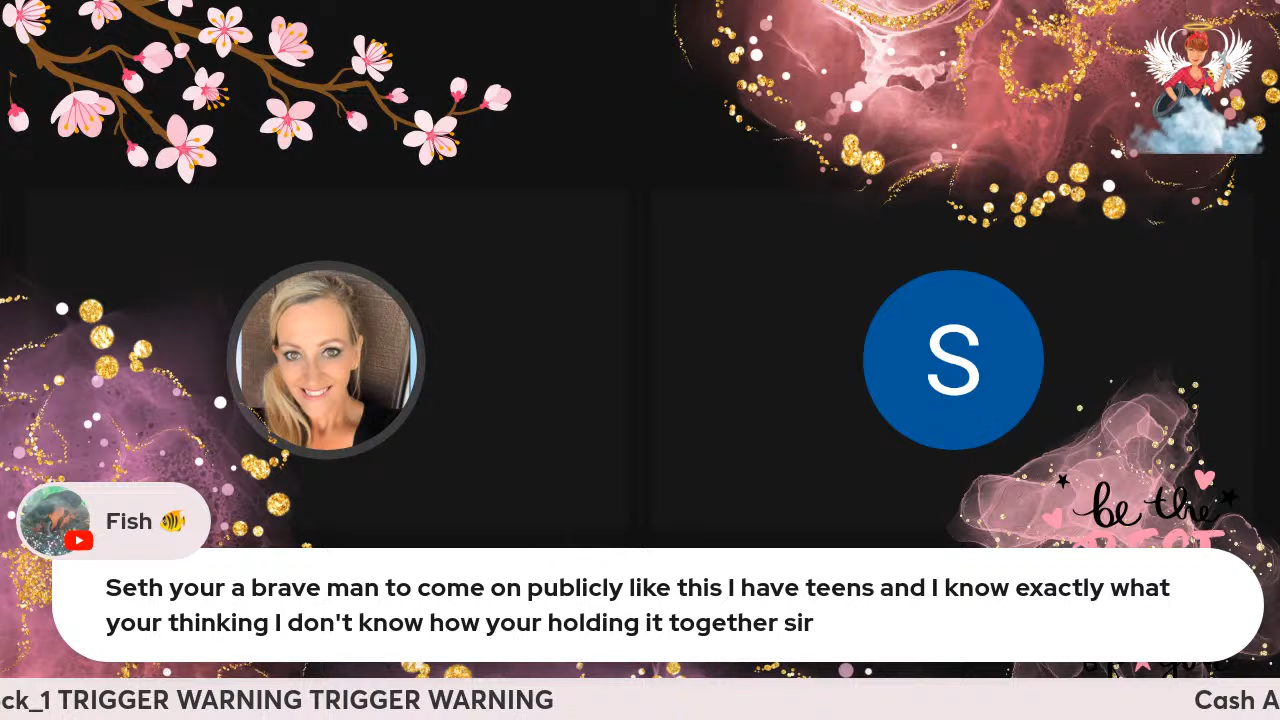 S
be the
Fish 🐠
Seth your a brave man to come on publicly like this I have teens and I know exactly what
your thinking I don't know how your holding it together sir
ck_1 TRIGGER WARNING TRIGGER WARNING
Cash A